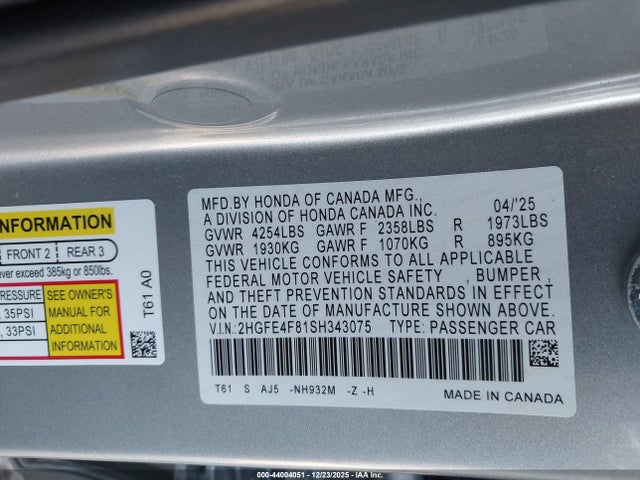 INFORMATION
FRONT 2 REAR 3
ever exceed 385kg or 850lbs.
PRESSURE
, 35PSI
, 33PSI
SEE OWNER'S
MANUAL FOR
ADDITIONAL
INFORMATION
T61 A0
MFD.BY HONDA OF CANADA MFG., 04/'25
A DIVISION OF HONDA CANADA INC.
GVWR 4254LBS GAWR F 2358LBS R 1973LBS
GVWR 1930KG GAWR F 1070KG R 895KG
THIS VEHICLE CONFORMS TO ALL APPLICABLE
FEDERAL MOTOR VEHICLE SAFETY , BUMPER ,
AND THEFT PREVENTION STANDARDS IN EFFECT
ON THE DATE OF MANUFACTURE SHOWN ABOVE.
V.I.N.:2HGFE4F81SH343075 TYPE: PASSENGER CAR
T61 S AJ5 -NH932M -Z -H
MADE IN CANADA
000-44004051 - 12/23/2025 - IAA Inc.